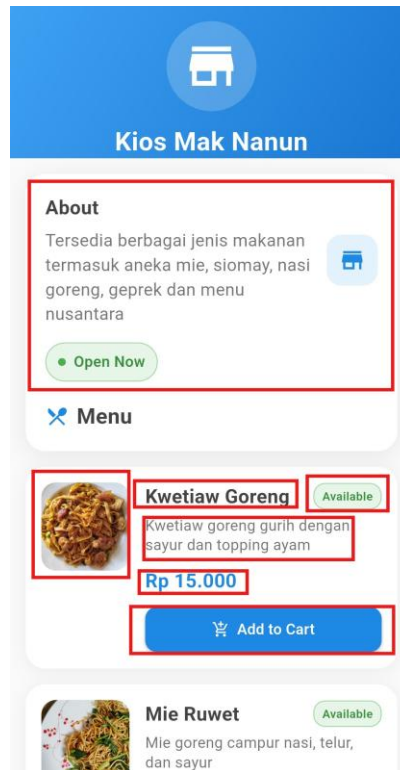 Kios Mak Nanun
About
Tersedia berbagai jenis makanan
termasuk aneka mie, siomay, nasi
goreng, geprek dan menu
nusantara
Open Now
Menu
Kwetiaw Goreng
Available
Kwetiaw goreng gurih dengan
sayur dan topping ayam
Rp 15.000
Add to Cart
Mie Ruwet
Available
Mie goreng campur nasi, telur,
dan sayur